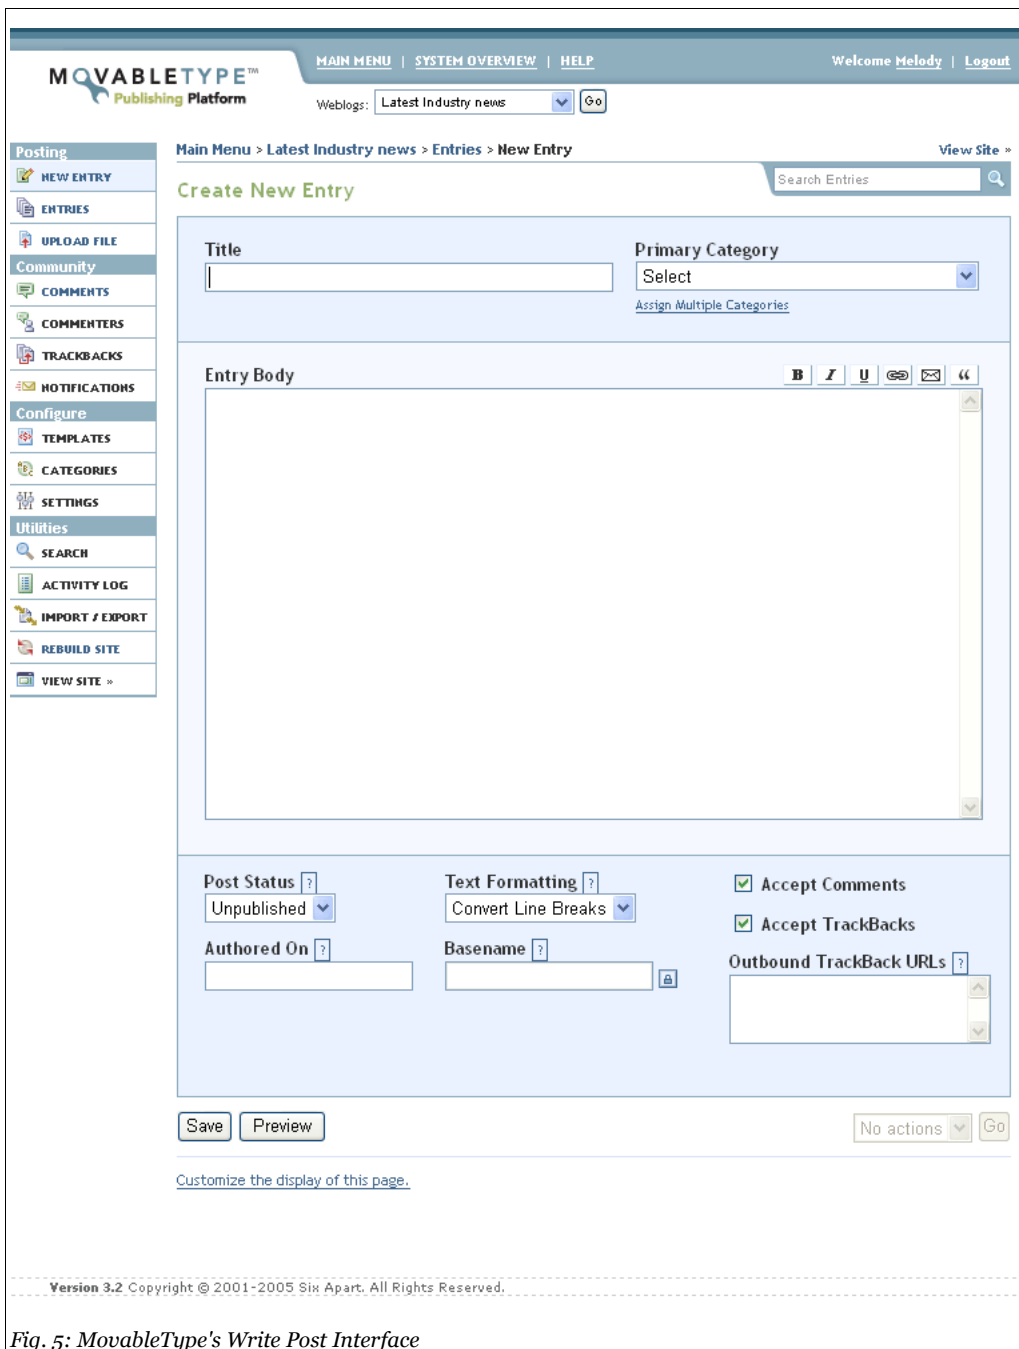 MAIN MENU | SYSTEM OVERVIEW | HELP
Welcome Melody | Logout
MOVABLETYPE™
Publishing Platform
Weblogs: Latest Industry news Go
Main Menu > Latest Industry news > Entries > New Entry
View Site »
Posting
NEW ENTRY
ENTRIES
UPLOAD FILE
Community
COMMENTS
COMMENTERS
TRACKBACKS
NOTIFICATIONS
Configure
TEMPLATES
CATEGORIES
SETTINGS
Utilities
SEARCH
ACTIVITY LOG
IMPORT / EXPORT
REBUILD SITE
VIEW SITE »
Create New Entry
Search Entries
Title
Primary Category
Select
Assign Multiple Categories
Entry Body
B I U “
Post Status ?
Unpublished
Text Formatting ?
Convert Line Breaks
Accept Comments
Accept TrackBacks
Authored On ?
Basename ?
Outbound TrackBack URLs ?
Save Preview
No actions Go
Customize the display of this page.
Version 3.2 Copyright © 2001-2005 Six Apart. All Rights Reserved.
Fig. 5: MovableType's Write Post Interface